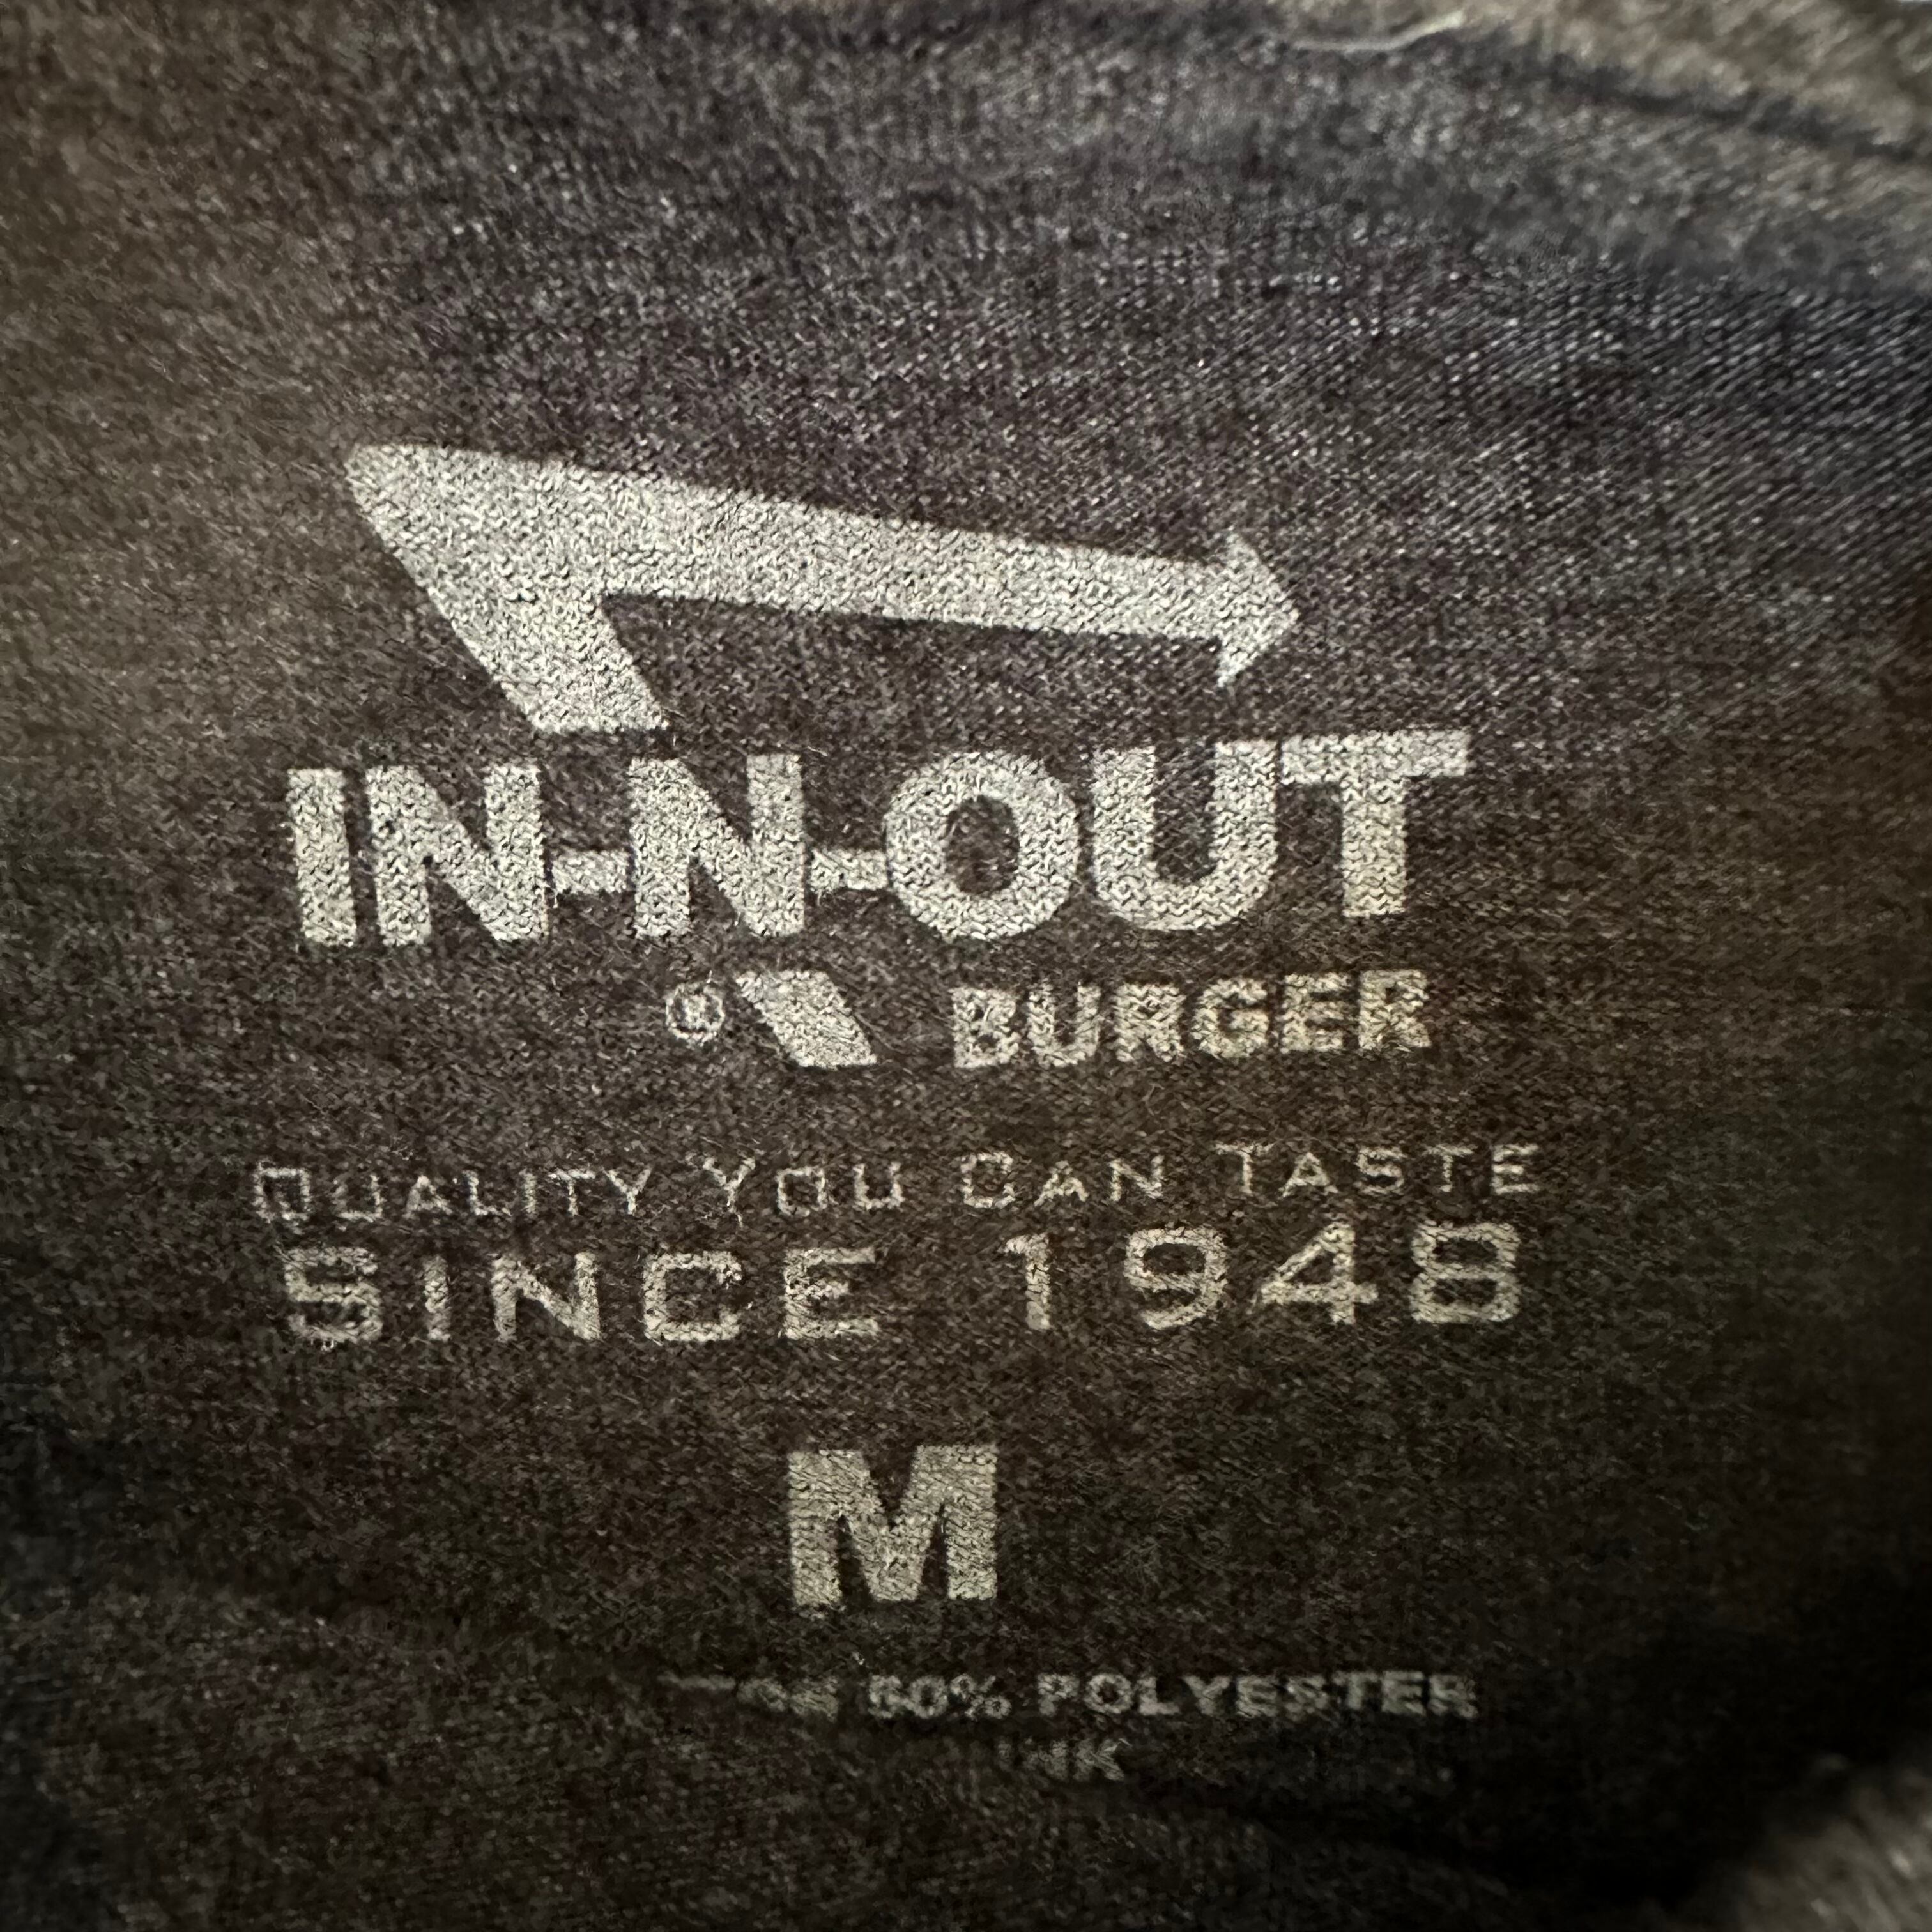 IN-N-OUT
® BURGER
QUALITY YOU CAN TASTE
SINCE 1948
M
50% POLYESTER